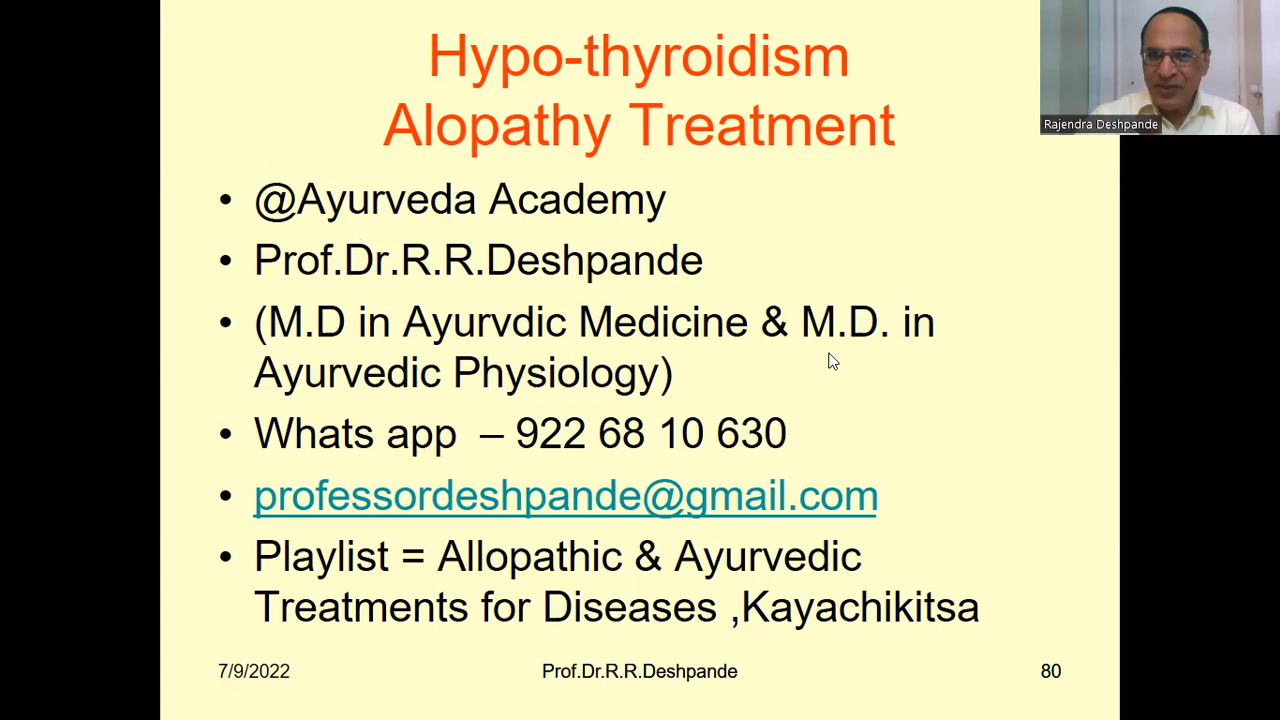 Hypo-thyroidism
Alopathy Treatment
Rajendra Deshpande
• @Ayurveda Academy
• Prof.Dr.R.R.Deshpande
• (M.D in Ayurvdic Medicine & M.D. in
Ayurvedic Physiology)
• Whats app – 922 68 10 630
• professordeshpande@gmail.com
• Playlist = Allopathic & Ayurvedic
Treatments for Diseases ,Kayachikitsa
7/9/2022
Prof.Dr.R.R.Deshpande
80